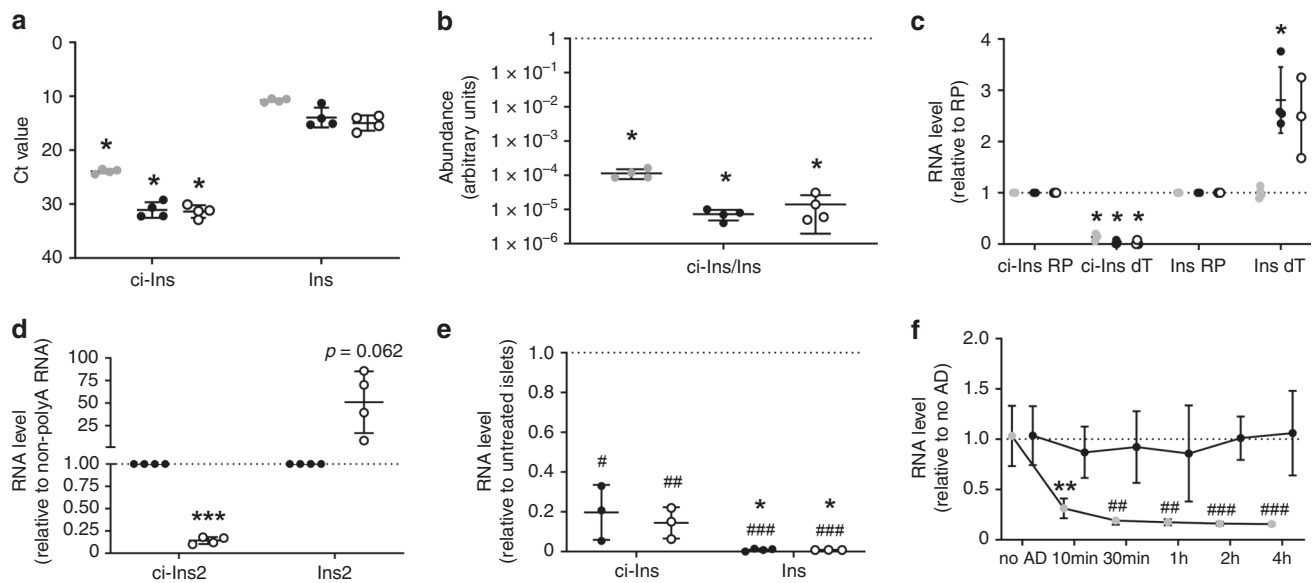 a
0
10
20
30
40
Ct value
*
*
*
ci-Ins
Ins
b
1
1 × 10⁻¹
1 × 10⁻⁴
1 × 10⁻⁴
1 × 10⁻⁴
1 × 10⁻⁵
1 × 10⁻⁶
Abundance
(arbitrary units)
*
*
*
ci-Ins/Ins
c
4
3
2
1
0
RNA level
(relative to RP)
*
*
*
*
ci-Ins RP
ci-Ins dT
Ins RP
Ins dT
d
100
75
50
25
1.00
0.75
0.50
0.25
0
RNA level
(relative to non-polyA RNA)
p = 0.062
***
ci-Ins2
Ins2
e
1.0
0.8
0.6
0.4
0.2
0
RNA level
(relative to untreated islets)
#
##
*
###
*
###
ci-Ins
Ins
f
2.0
1.5
1.0
0.5
0
RNA level
(relative to no AD)
**
##
##
###
###
no AD
10min
30min
1h
2h
4h